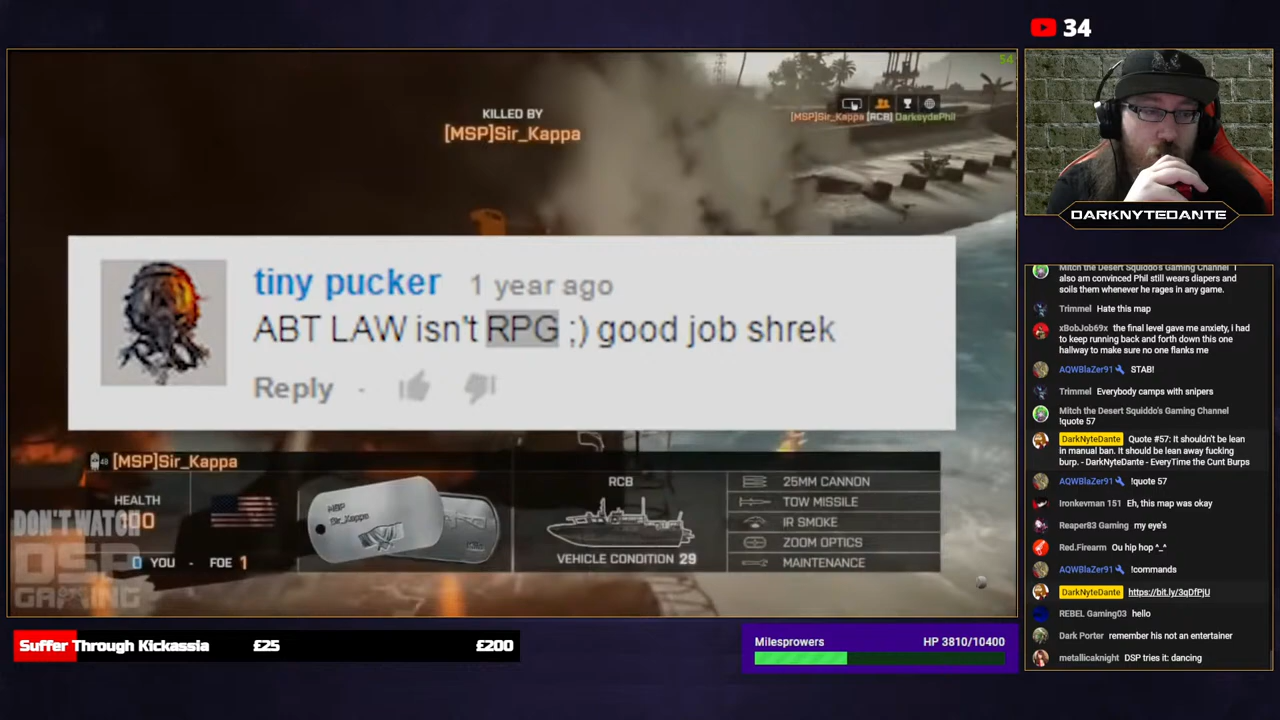 34
54
KILLED BY
[MSP]Sir_Kappa
[MSP]Sir_Kappa [RCB] DarksydePhil
tiny pucker 1 year ago
ABT LAW isn't RPG ;) good job shrek
Reply -
[MSP]Sir_Kappa
HEALTH
100
0 YOU - FOE 1
Sir_Kappa
RCB
VEHICLE CONDITION 29
25MM CANNON
TOW MISSILE
IR SMOKE
ZOOM OPTICS
MAINTENANCE
DON'T WATCH
DSP
GAMING
Suffer Through Kickassia £25 £200
Milesprowers HP 3810/10400
DARKNYTEDANTE
Mitch the Desert Squiddo's Gaming Channel I
also am convinced Phil still wears diapers and
soils them whenever he rages in any game.
Trimmel Hate this map
xBobJob69x the final level gave me anxiety, i had
to keep running back and forth down this one
hallway to make sure no one flanks me
AQWBlaZer91 STAB!
Trimmel Everybody camps with snipers
Mitch the Desert Squiddo's Gaming Channel
!quote 57
DarkNyteDante Quote #57: It shouldn't be lean
in manual ban. It should be lean away fucking
burp. - DarkNyteDante - EveryTime the Cunt Burps
AQWBlaZer91 !quote 57
Ironkevman 151 Eh, this map was okay
Reaper83 Gaming my eye's
Red.Firearm Ou hip hop ^_^
AQWBlaZer91 !commands
DarkNyteDante https://bit.ly/3qDfPjU
REBEL Gaming03 hello
Dark Porter remember his not an entertainer
metallicaknight DSP tries it: dancing